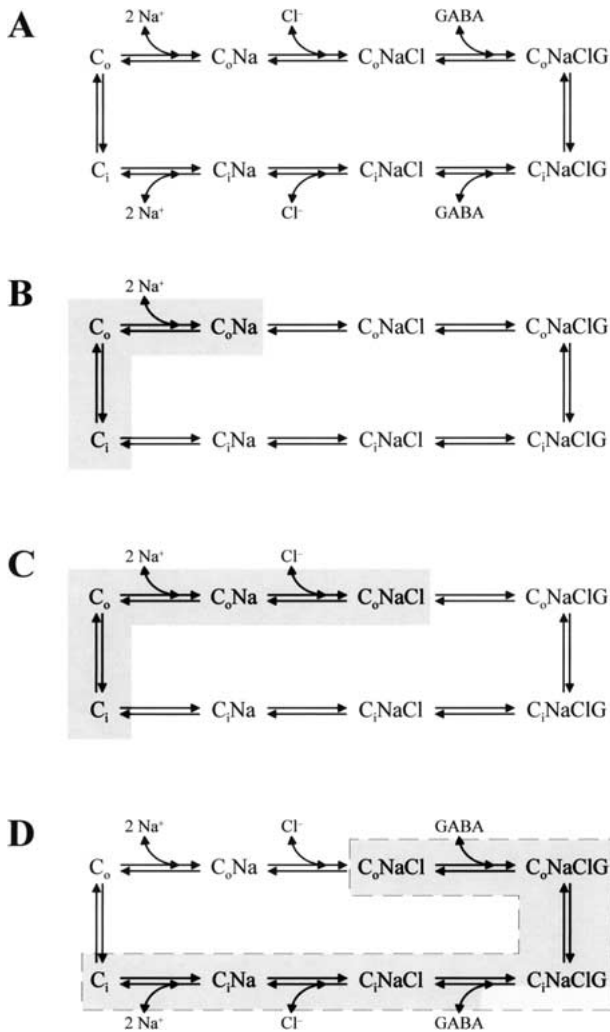 A
2 Na⁺ Cl⁻ GABA
Cₒ CₒNa CₒNaCl CₒNaClG
Cᵢ CᵢNa CᵢNaCl CᵢNaClG
2 Na⁺ Cl⁻ GABA
B
2 Na⁺
Cₒ CₒNa CₒNaCl CₒNaClG
Cᵢ CᵢNa CᵢNaCl CᵢNaClG
C
2 Na⁺ Cl⁻
Cₒ CₒNa CₒNaCl CₒNaClG
Cᵢ CᵢNa CᵢNaCl CᵢNaClG
D
2 Na⁺ Cl⁻ GABA
Cₒ CₒNa CₒNaCl CₒNaClG
Cᵢ CᵢNa CᵢNaCl CᵢNaClG
2 Na⁺ Cl⁻ GABA